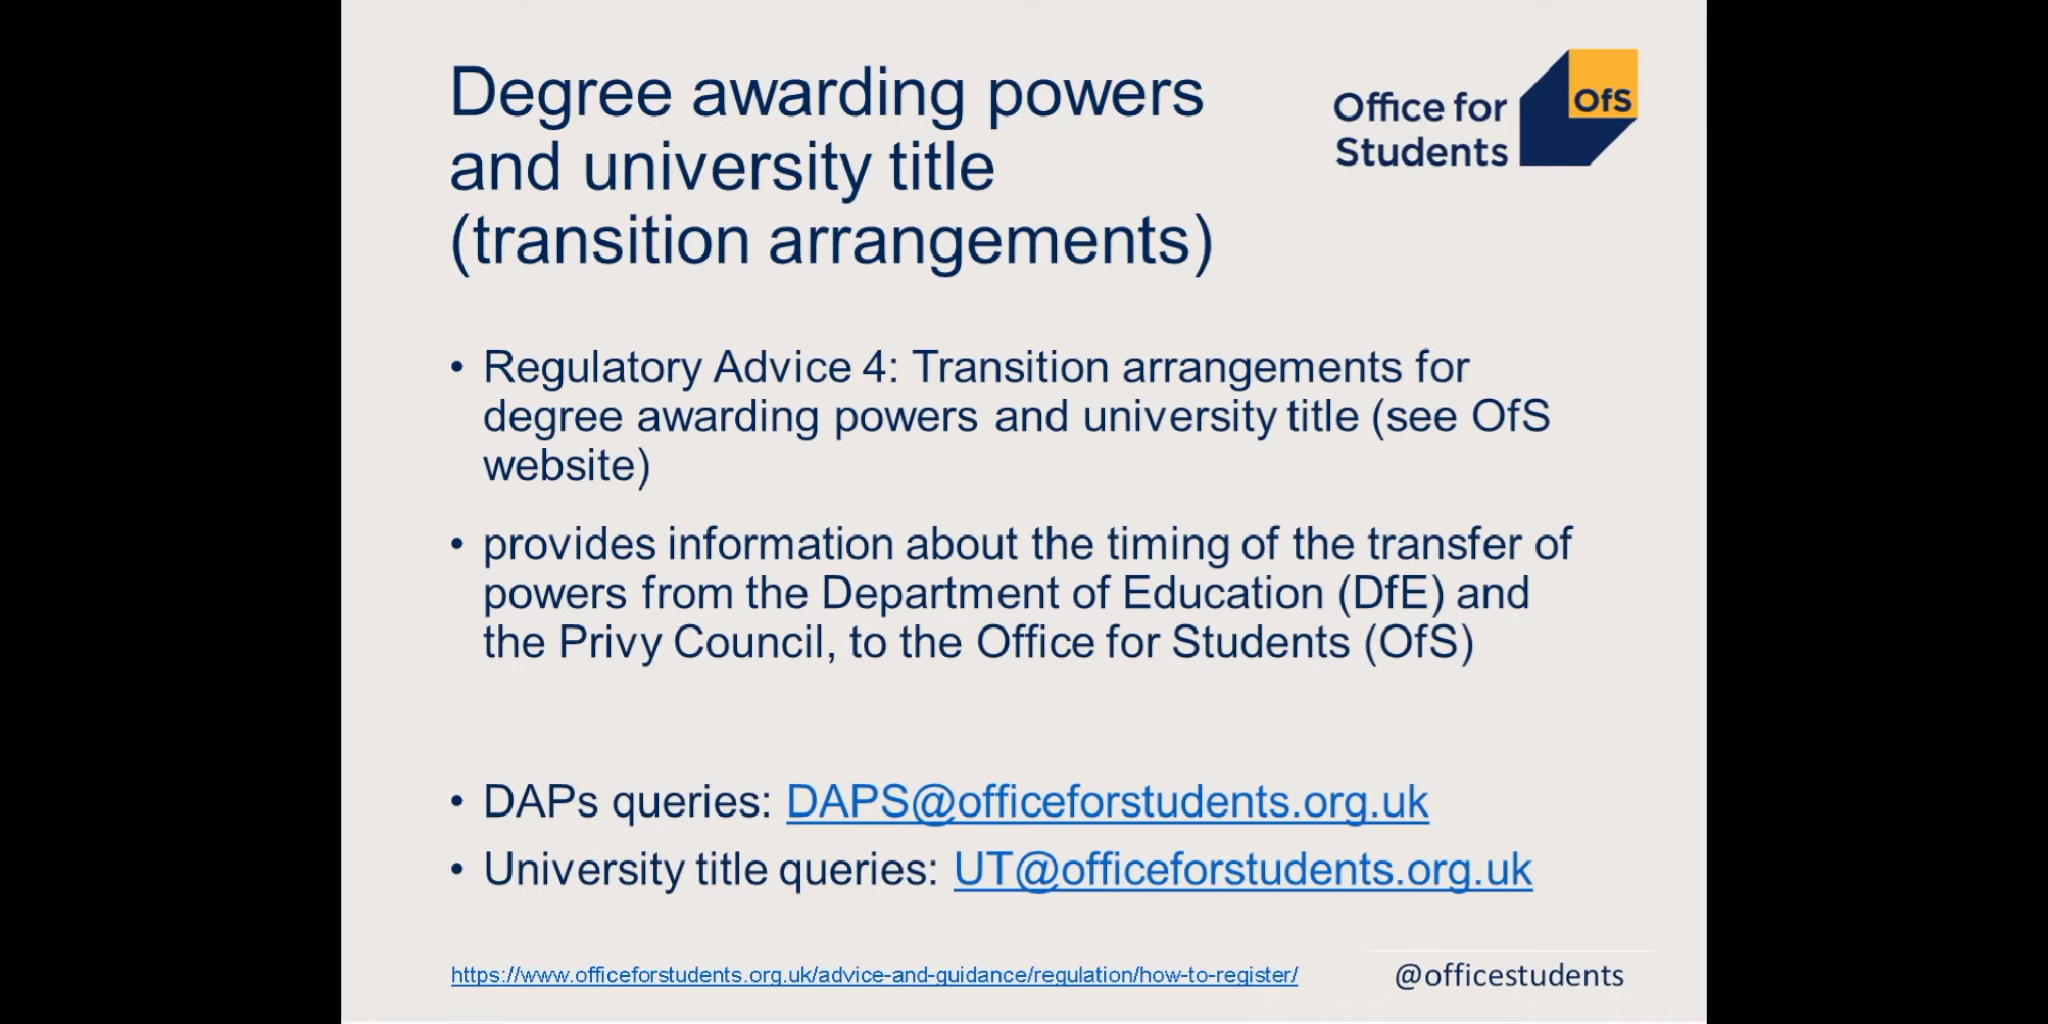 Degree awarding powers
and university title
(transition arrangements)
Office for
Students
OfS
• Regulatory Advice 4: Transition arrangements for
degree awarding powers and university title (see OfS
website)
• provides information about the timing of the transfer of
powers from the Department of Education (DfE) and
the Privy Council, to the Office for Students (OfS)
• DAPs queries: DAPS@officeforstudents.org.uk
• University title queries: UT@officeforstudents.org.uk
https://www.officeforstudents.org.uk/advice-and-guidance/regulation/how-to-register/
@officestudents